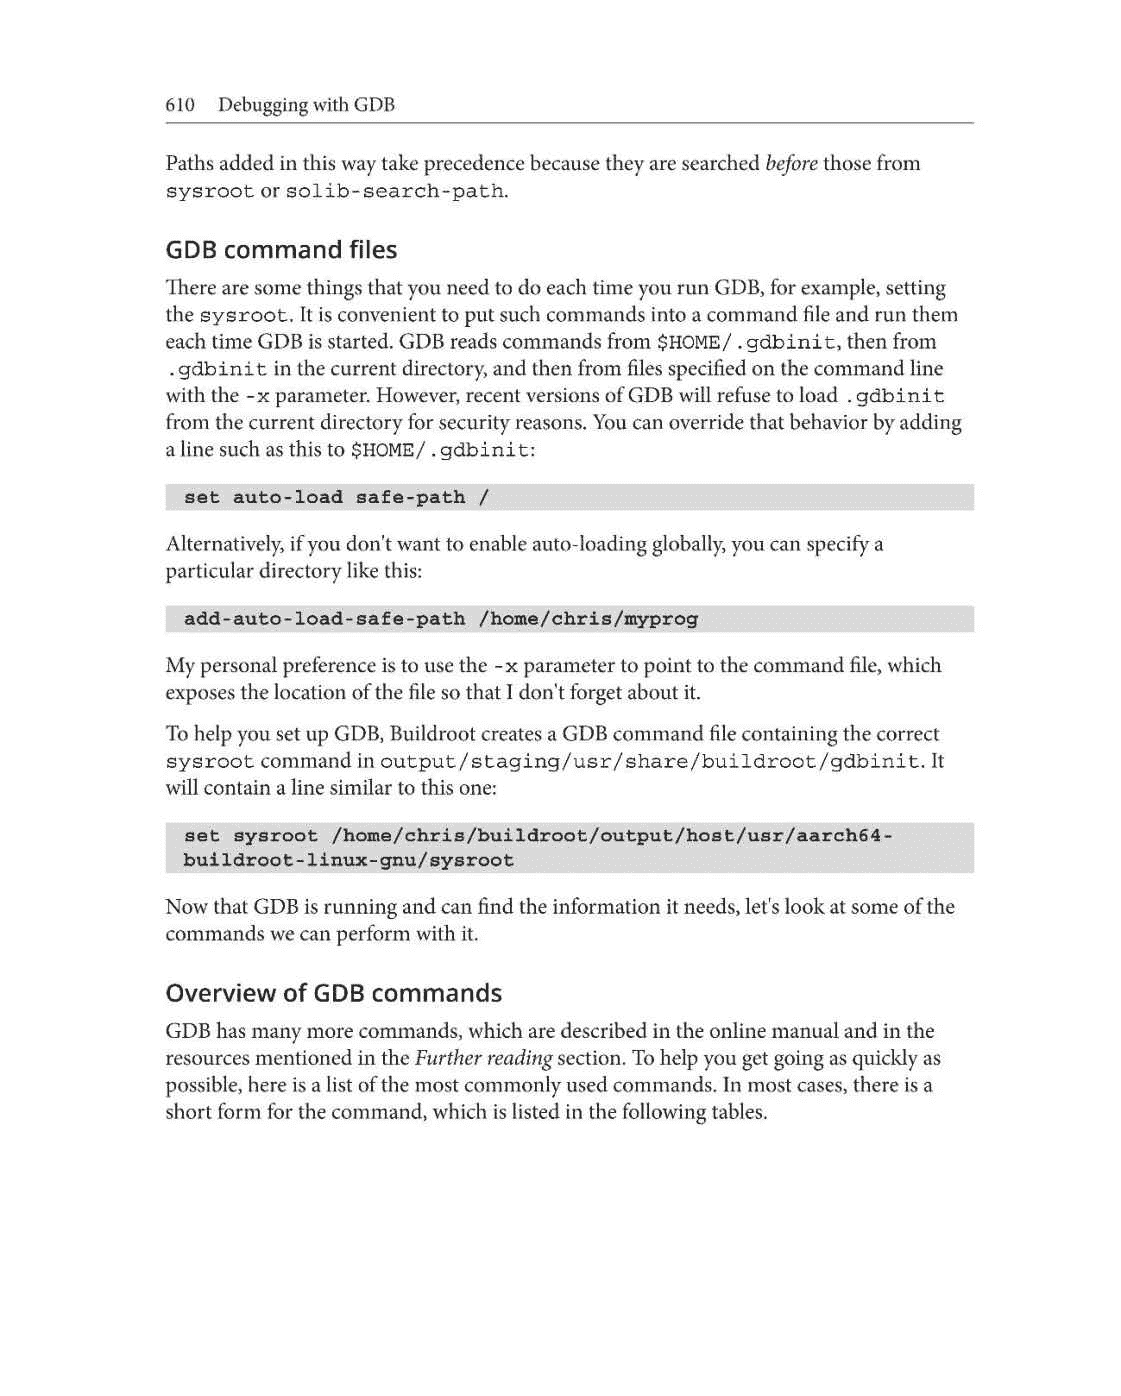 610 Debugging with GDB
Paths added in this way take precedence because they are searched before those from
sysroot or solib-search-path.
GDB command files
There are some things that you need to do each time you run GDB, for example, setting
the sysroot. It is convenient to put such commands into a command file and run them
each time GDB is started. GDB reads commands from $HOME/.gdbinit, then from
.gdbinit in the current directory, and then from files specified on the command line
with the -x parameter. However, recent versions of GDB will refuse to load .gdbinit
from the current directory for security reasons. You can override that behavior by adding
a line such as this to $HOME/.gdbinit:
set auto-load safe-path /
Alternatively, if you don't want to enable auto-loading globally, you can specify a
particular directory like this:
add-auto-load-safe-path /home/chris/myprog
My personal preference is to use the -x parameter to point to the command file, which
exposes the location of the file so that I don't forget about it.
To help you set up GDB, Buildroot creates a GDB command file containing the correct
sysroot command in output/staging/usr/share/buildroot/gdbinit. It
will contain a line similar to this one:
set sysroot /home/chris/buildroot/output/host/usr/aarch64-
buildroot-linux-gnu/sysroot
Now that GDB is running and can find the information it needs, let's look at some of the
commands we can perform with it.
Overview of GDB commands
GDB has many more commands, which are described in the online manual and in the
resources mentioned in the Further reading section. To help you get going as quickly as
possible, here is a list of the most commonly used commands. In most cases, there is a
short form for the command, which is listed in the following tables.